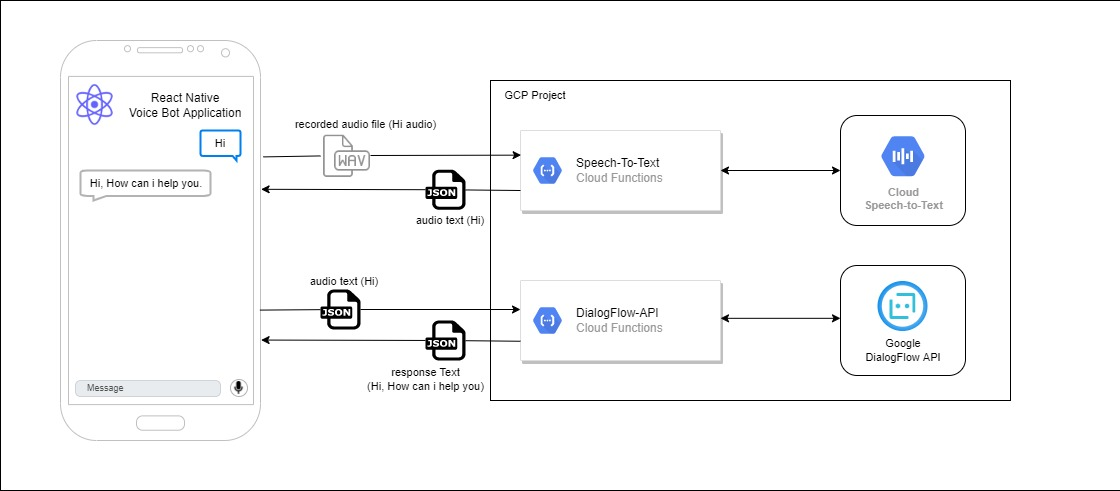 React Native
Voice Bot Application
Hi
Hi, How can i help you.
Message
recorded audio file (Hi audio)
WAV
JSON
audio text (Hi)
audio text (Hi)
JSON
JSON
response Text
(Hi, How can i help you)
GCP Project
Speech-To-Text
Cloud Functions
Cloud
Speech-to-Text
DialogFlow-API
Cloud Functions
Google
DialogFlow API